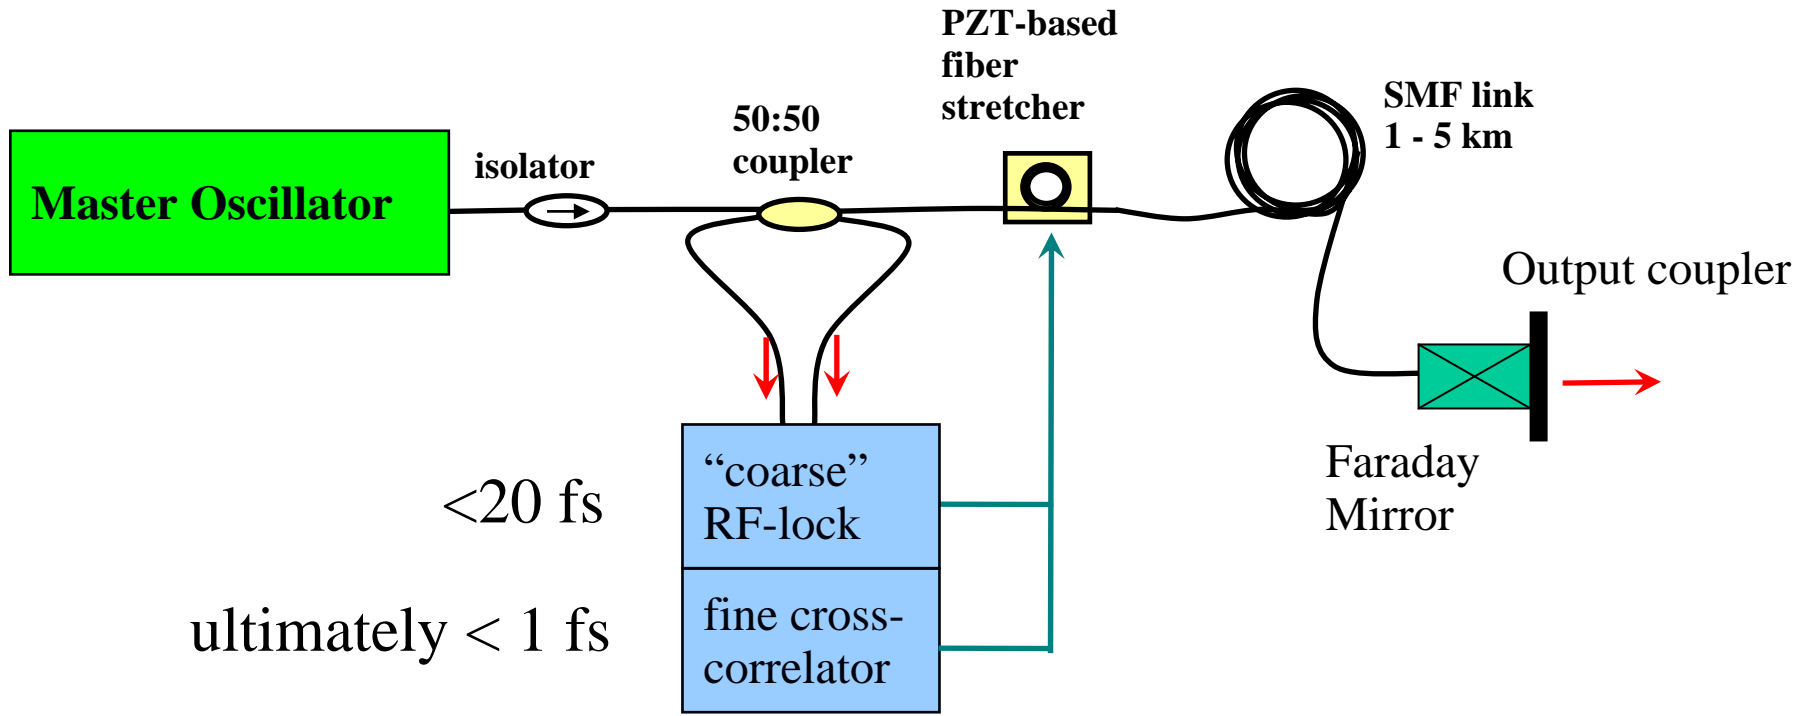 PZT-based
fiber
stretcher
SMF link
1 - 5 km
50:50
coupler
isolator
Master Oscillator
Output coupler
Faraday
Mirror
<20 fs
“coarse”
RF-lock
ultimately < 1 fs
fine cross-
correlator